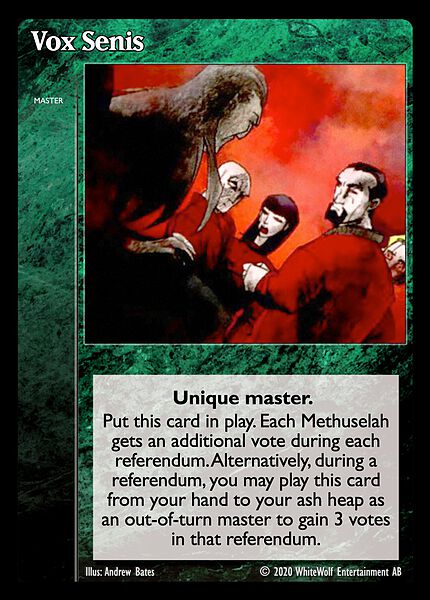 Vox Senis
MASTER
Unique master.
Put this card in play. Each Methuselah
gets an additional vote during each
referendum. Alternatively, during a
referendum, you may play this card
from your hand to your ash heap as
an out-of-turn master to gain 3 votes
in that referendum.
Illus: Andrew Bates © 2020 WhiteWolf Entertainment AB